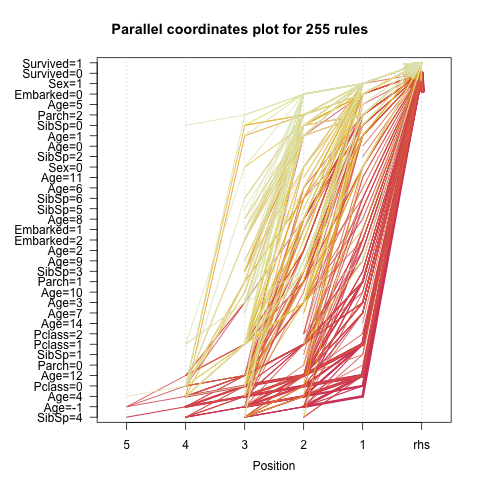 Parallel coordinates plot for 255 rules
Survived=1
Survived=0
Sex=1
Embarked=0
Age=5
Parch=2
SibSp=0
Age=1
Age=0
SibSp=2
Sex=0
Age=11
Age=6
SibSp=6
SibSp=5
Age=8
Embarked=1
Embarked=2
Age=2
Age=9
SibSp=3
Parch=1
Age=10
Age=3
Age=7
Age=14
Pclass=2
Pclass=1
SibSp=1
Parch=0
Age=12
Pclass=0
Age=4
Age=-1
SibSp=4
5 4 3 2 1 rhs
Position